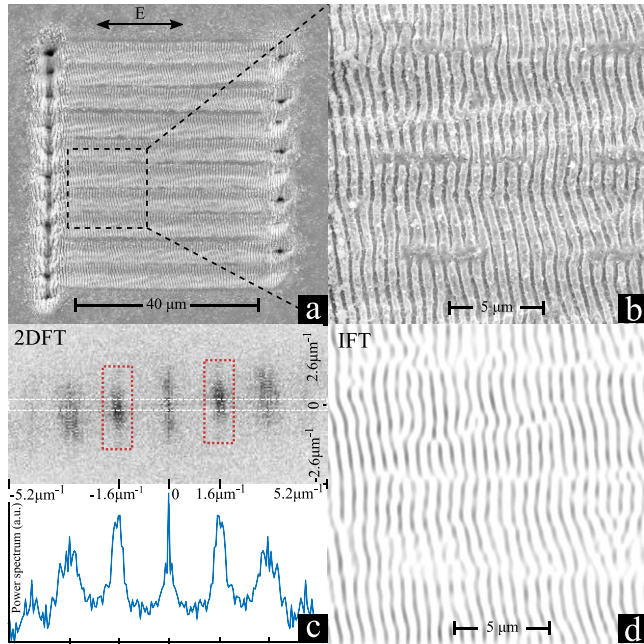 E
40 µm
a
5 µm
b
2DFT
2.6µm⁻¹
0
-2.6µm⁻¹
-5.2µm⁻¹
-1.6µm⁻¹
0
1.6µm⁻¹
5.2µm⁻¹
Power spectrum (a.u.)
c
IFT
5 µm
d